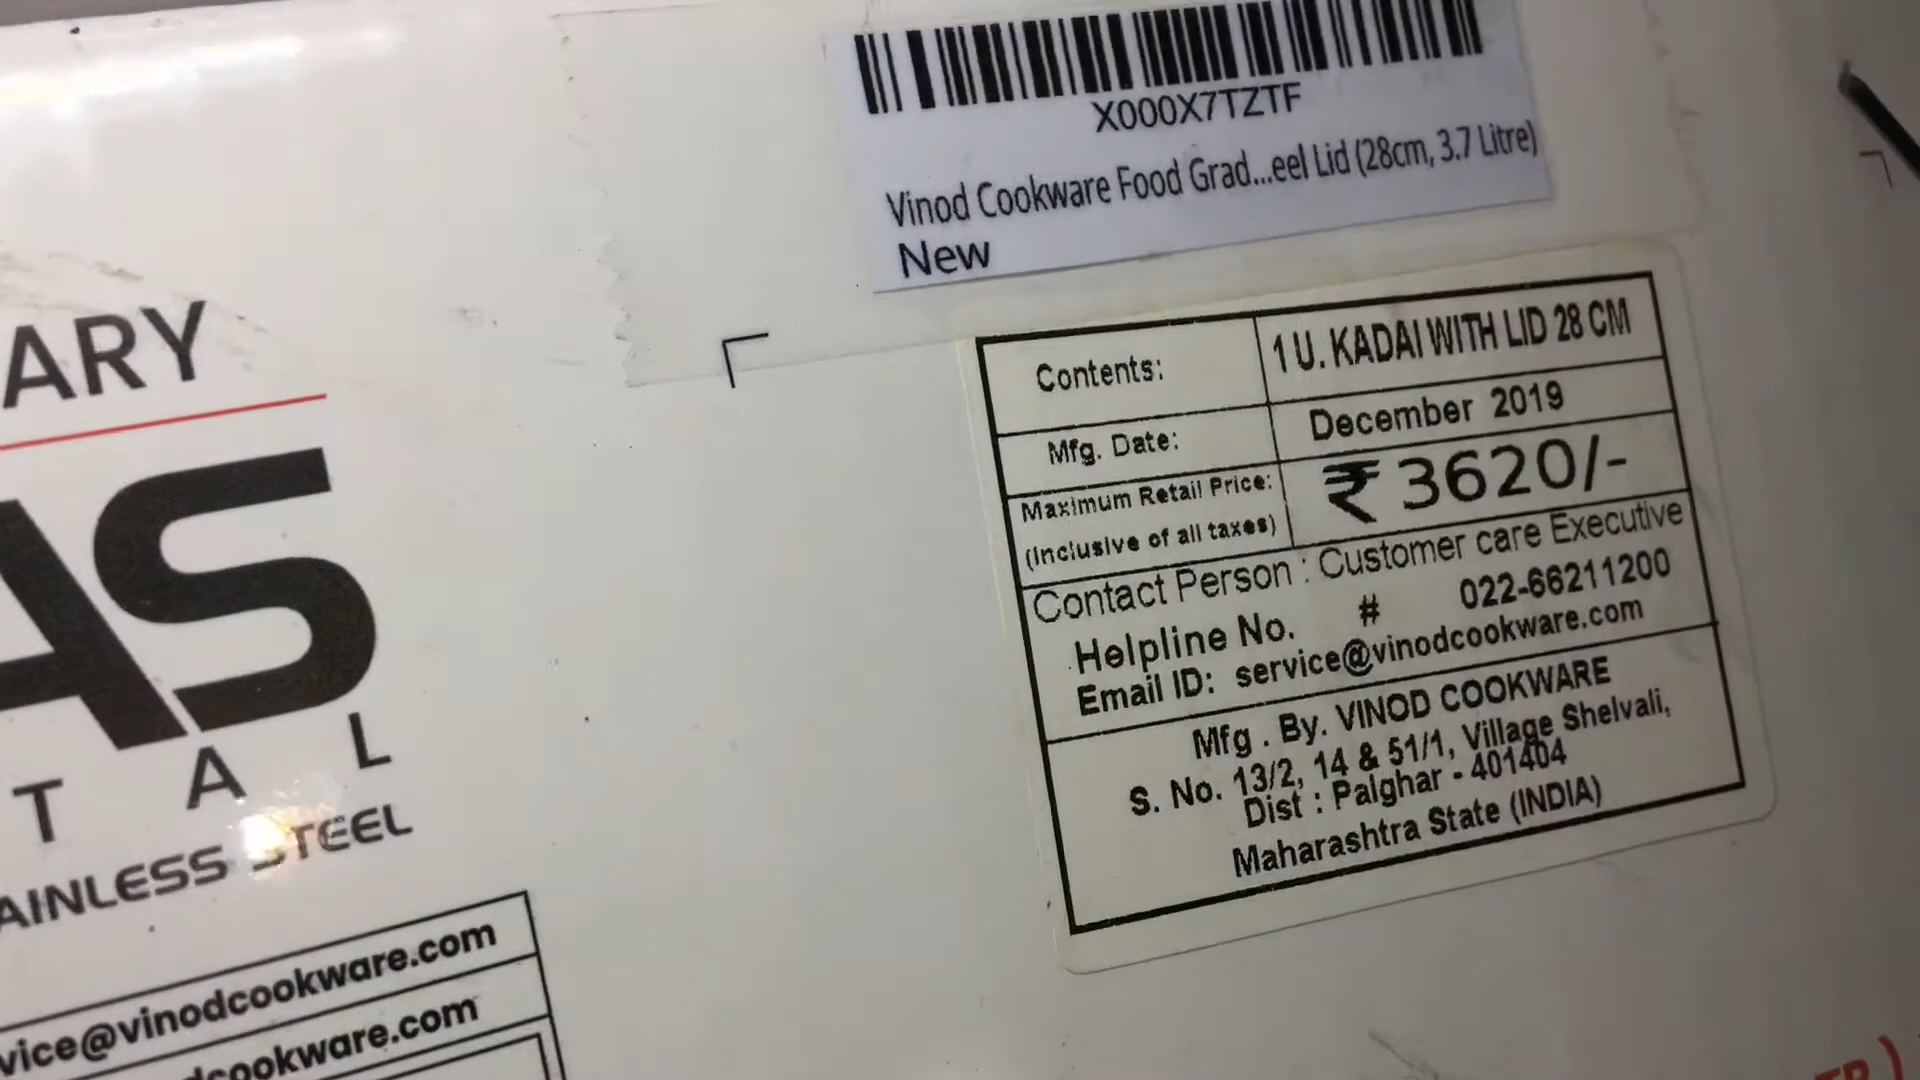 X000X7TZTF
Vinod Cookware Food Grad...eel Lid (28cm, 3.7 Litre)
New
Contents: 1 U. KADAI WITH LID 28 CM
Mfg. Date: December 2019
Maximum Retail Price: (Inclusive of all taxes) ₹ 3620/-
Contact Person : Customer care Executive
Helpline No. # 022-66211200
Email ID: service@vinodcookware.com
Mfg . By. VINOD COOKWARE
S. No. 13/2, 14 & 51/1, Village Shelvali,
Dist : Palghar - 401404
Maharashtra State (INDIA)
ARY
AS
T A L
AINLESS STEEL
vice@vinodcookware.com
dcookware.com